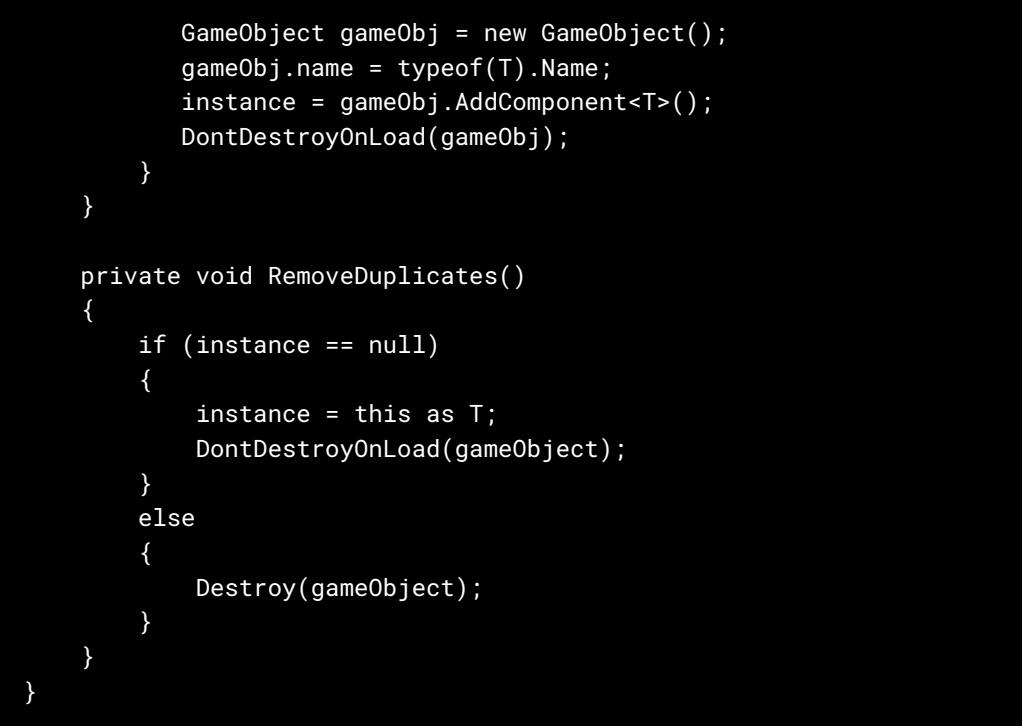 GameObject gameObj = new GameObject();
gameObj.name = typeof(T).Name;
instance = gameObj.AddComponent<T>();
DontDestroyOnLoad(gameObj);
}
}
private void RemoveDuplicates()
{
if (instance == null)
{
instance = this as T;
DontDestroyOnLoad(gameObject);
}
else
{
Destroy(gameObject);
}
}
}